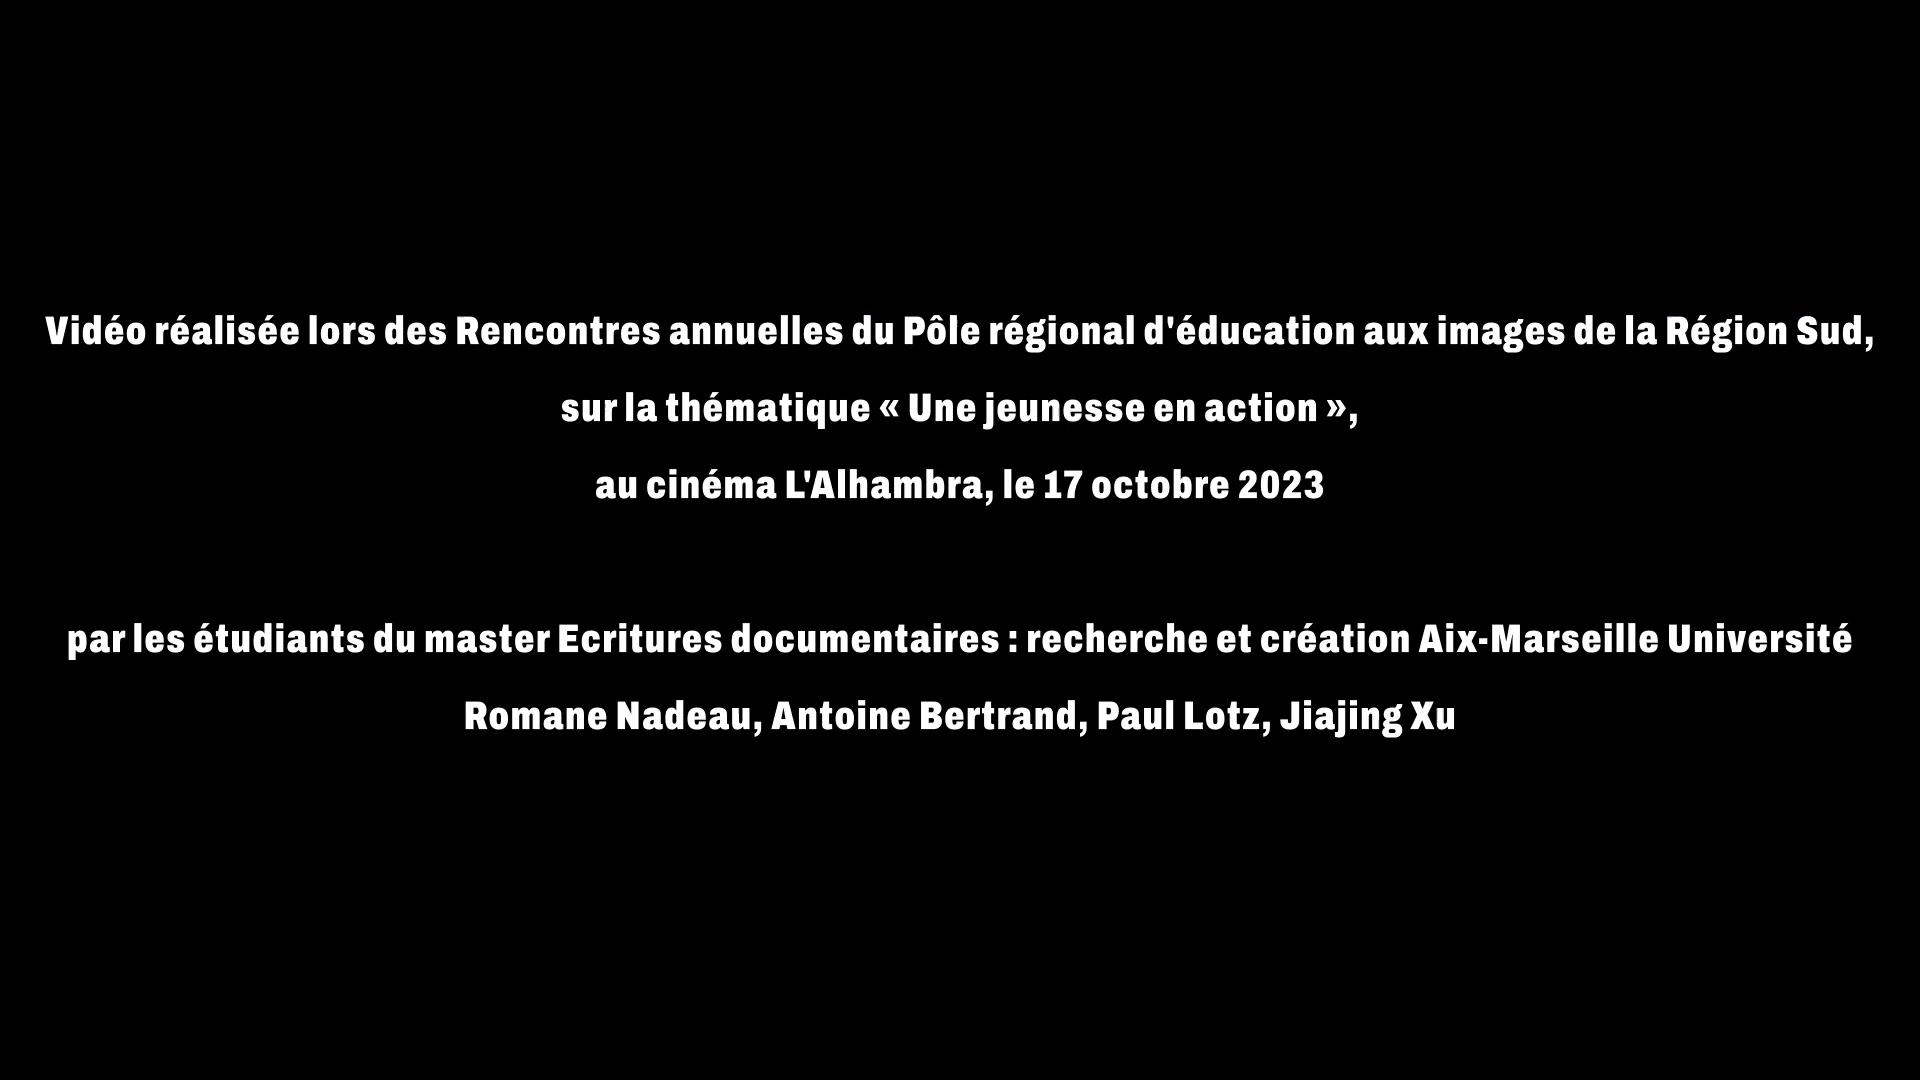 Vidéo réalisée lors des Rencontres annuelles du Pôle régional d'éducation aux images de la Région Sud,
sur la thématique « Une jeunesse en action »,
au cinéma L'Alhambra, le 17 octobre 2023
par les étudiants du master Ecritures documentaires : recherche et création Aix-Marseille Université
Romane Nadeau, Antoine Bertrand, Paul Lotz, Jiajing Xu